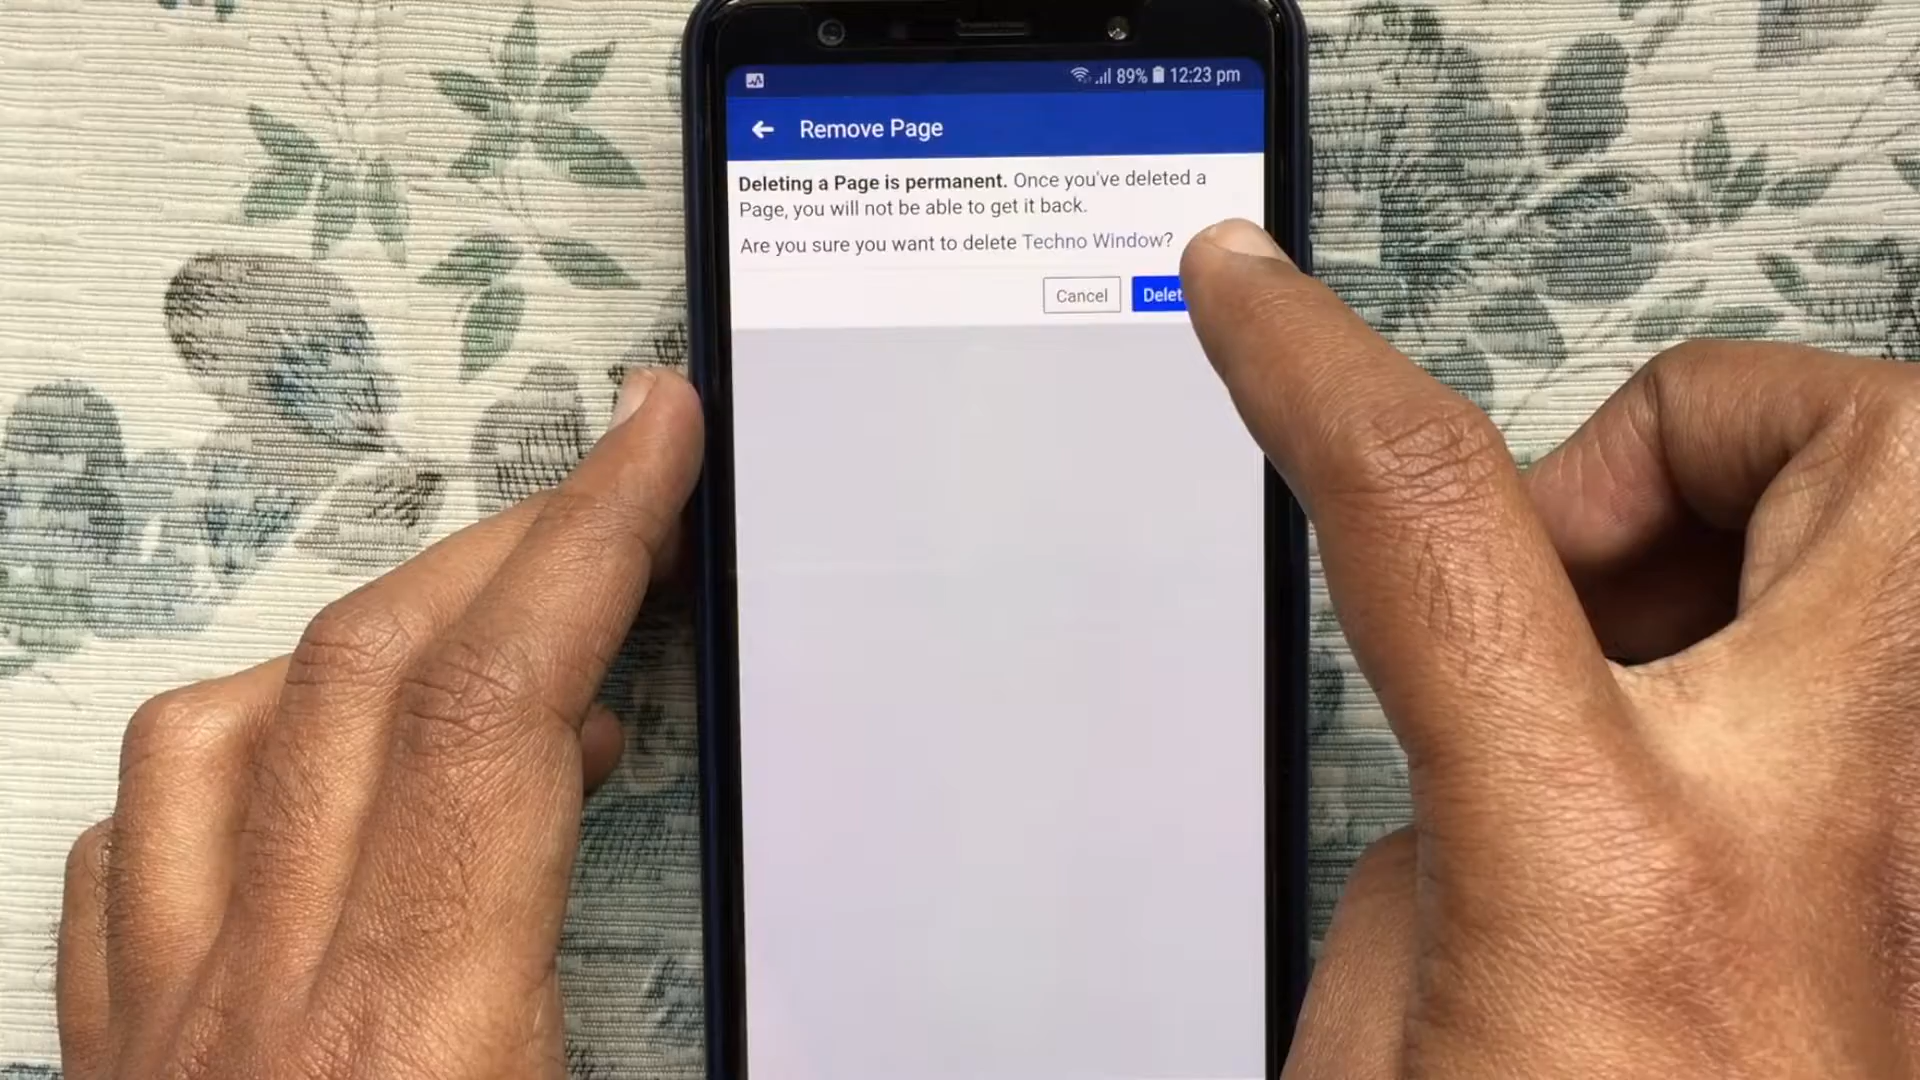 89% 12:23 pm
Remove Page
Deleting a Page is permanent. Once you've deleted a
Page, you will not be able to get it back.
Are you sure you want to delete Techno Window?
Cancel Delet